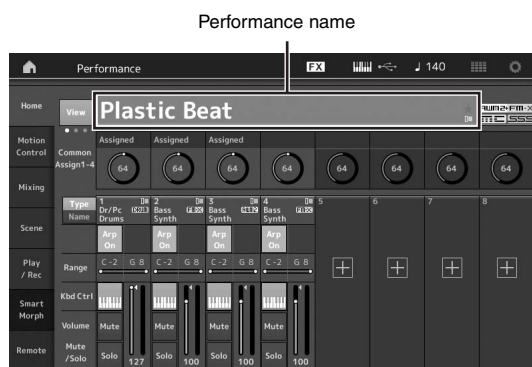 Performance name
Performance
FX
140
Home
View
Plastic Beat
MC SSS
Motion Control
Common Assign1-4
Assigned Assigned Assigned
64 64 64 64 64 64 64 64
Mixing
Type
Name
1 Dr/Pc Drums
2 Bass Synth
3 Bass Synth
4 Bass Synth
5 6 7 8
Scene
Arp On Arp On Arp On Arp On
Play / Rec
Range
C -2 G 8 C -2 G 8 C -2 G 8 C -2 G 8
Smart Morph
Kbd Ctrl
Volume
Mute Mute Mute Mute
Remote
Mute /Solo
Solo 127 Solo 100 Solo 100 Solo 100